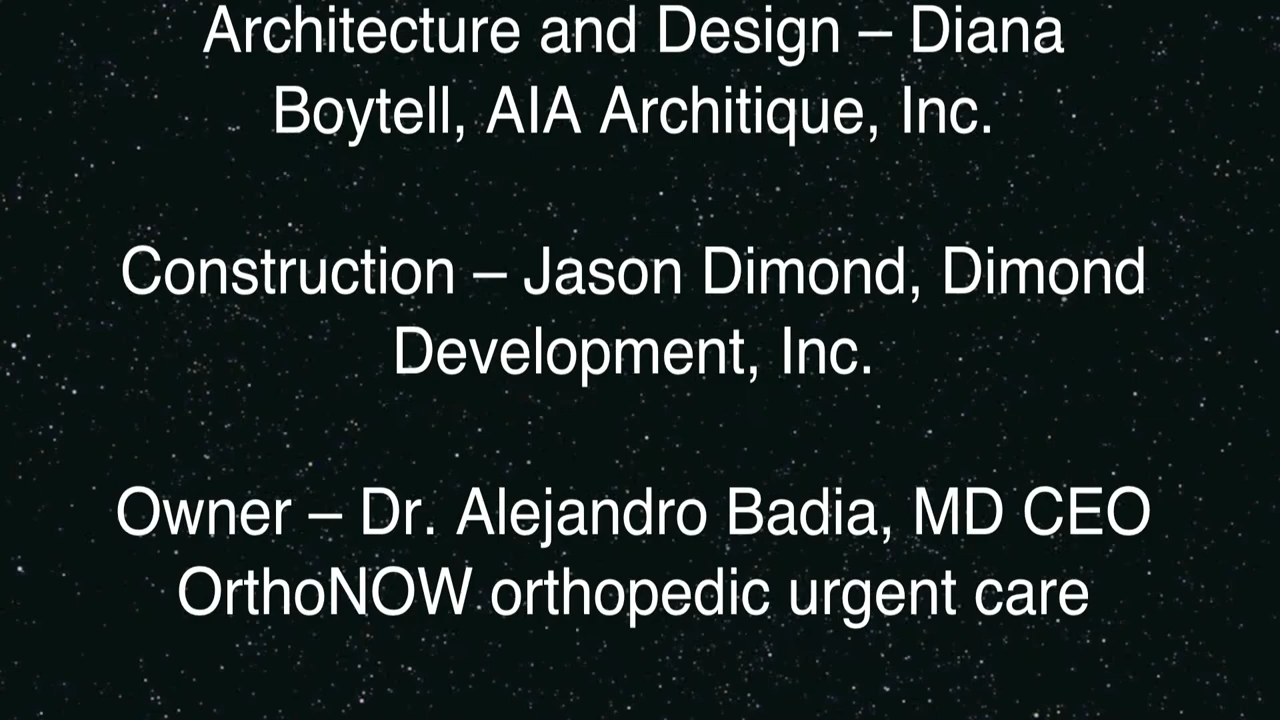 Architecture and Design – Diana
Boytell, AIA Architique, Inc.
Construction – Jason Dimond, Dimond
Development, Inc.
Owner – Dr. Alejandro Badia, MD CEO
OrthoNOW orthopedic urgent care